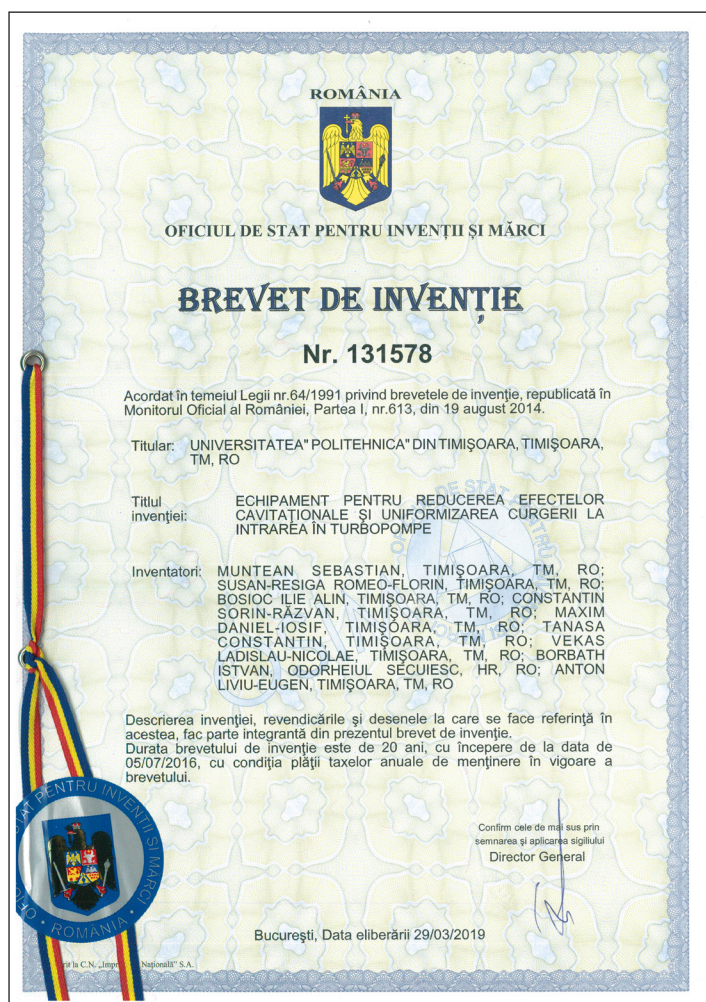 ROMÂNIA
OFICIUL DE STAT PENTRU INVENȚII ȘI MĂRCI
BREVET DE INVENȚIE
Nr. 131578
Acordat în temeiul Legii nr.64/1991 privind brevetele de invenție, republicată în
Monitorul Oficial al României, Partea I, nr.613, din 19 august 2014.
Titular: UNIVERSITATEA" POLITEHNICA" DIN TIMIŞOARA, TIMIŞOARA,
TM, RO
Titlul invenţiei: ECHIPAMENT PENTRU REDUCEREA EFECTELOR
CAVITAŢIONALE ŞI UNIFORMIZAREA CURGERII LA
INTRAREA ÎN TURBOPOMPE
Inventatori: MUNTEAN SEBASTIAN, TIMIŞOARA, TM, RO;
SUSAN-RESIGA ROMEO-FLORIN, TIMIŞOARA, TM, RO;
BOSIOC ILIE ALIN, TIMIŞOARA, TM, RO; CONSTANTIN
SORIN-RĂZVAN, TIMIŞOARA, TM, RO; MAXIM
DANIEL-IOSIF, TIMIŞOARA, TM, RO; TANASA
CONSTANTIN, TIMIŞOARA, TM, RO; VEKAS
LADISLAU-NICOLAE, TIMIŞOARA, TM, RO; BORBATH
ISTVAN, ODORHEIUL SECUIESC, HR, RO; ANTON
LIVIU-EUGEN, TIMIŞOARA, TM, RO
Descrierea invenţiei, revendicările şi desenele la care se face referinţă în
acestea, fac parte integrantă din prezentul brevet de invenţie.
Durata brevetului de invenţie este de 20 ani, cu începere de la data de
05/07/2016, cu condiţia plăţii taxelor anuale de menţinere în vigoare a
brevetului.
Confirm cele de mai sus prin
semnarea şi aplicarea sigiliului
Director General
Bucureşti, Data eliberării 29/03/2019
la C.N. „Naţională" S.A.
STAT PENTRU INVENŢII ŞI MĂRCI
ROMÂNIA